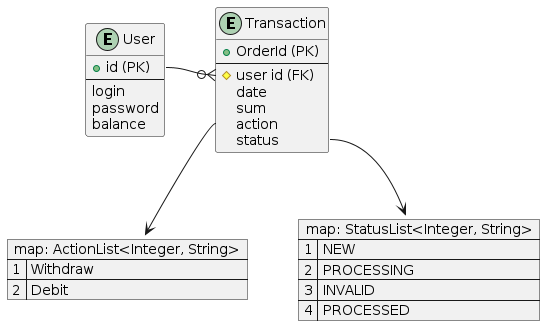 E User
id (PK)
login
password
balance
E Transaction
OrderId (PK)
user id (FK)
date
sum
action
status
map: ActionList<Integer, String>
1 Withdraw
2 Debit
map: StatusList<Integer, String>
1 NEW
2 PROCESSING
3 INVALID
4 PROCESSED